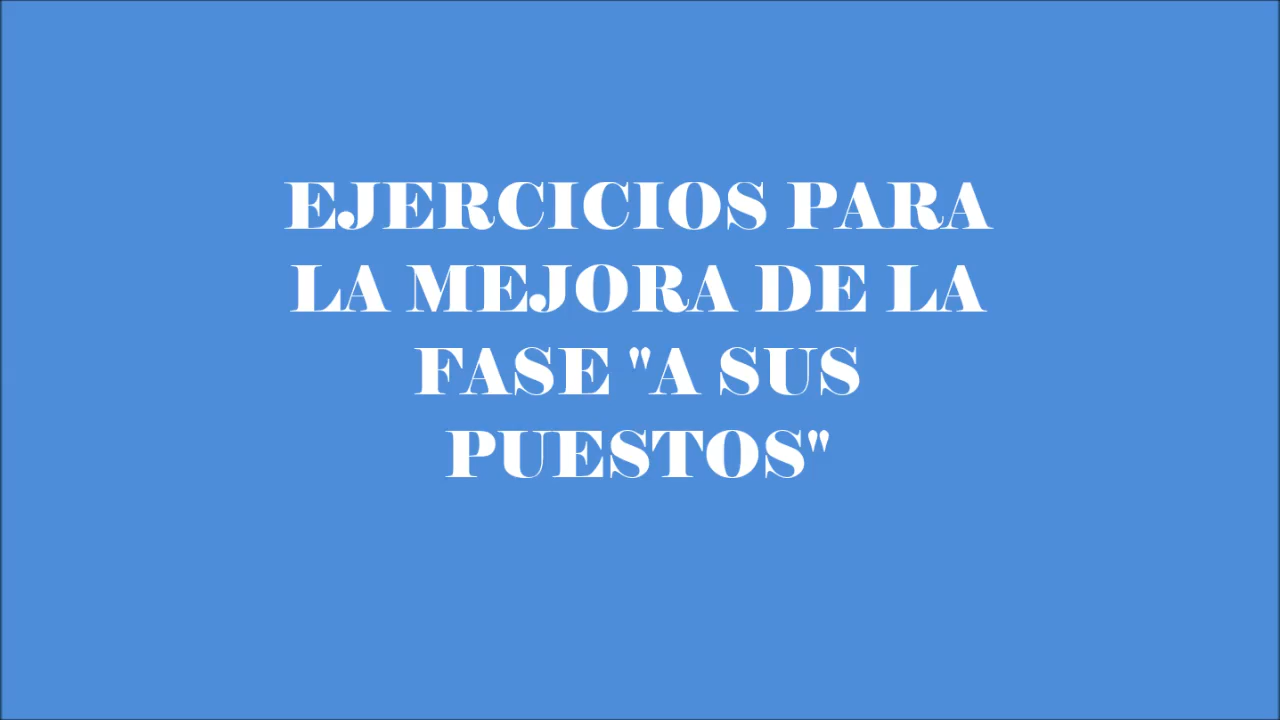 EJERCICIOS PARA
LA MEJORA DE LA
FASE "A SUS
PUESTOS"